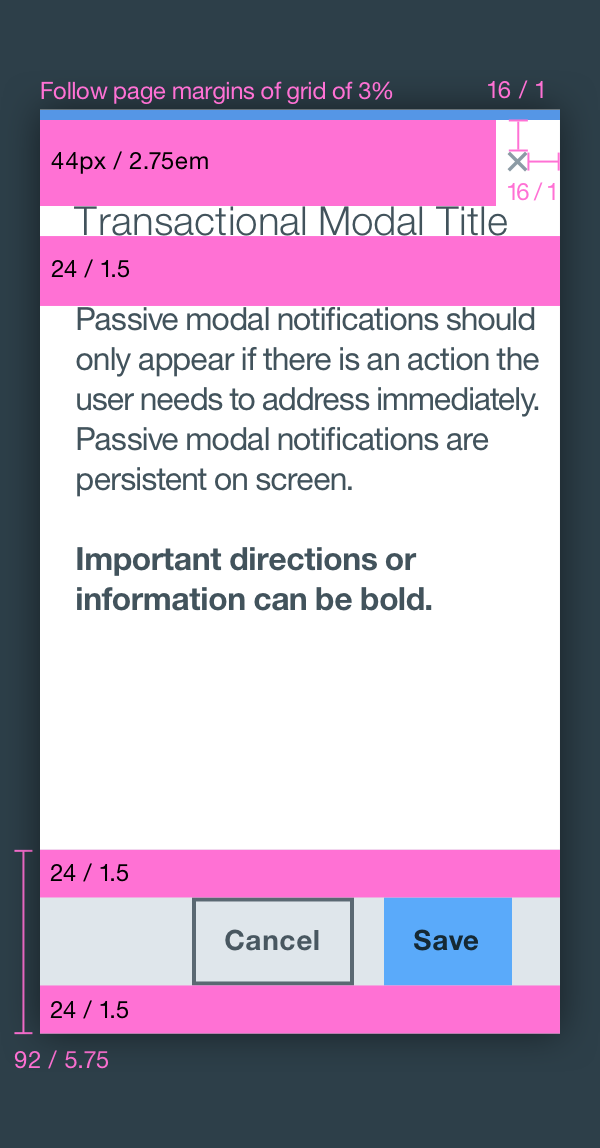 Follow page margins of grid of 3%
16 / 1
44px / 2.75em
16 / 1
Transactional Modal Title
24 / 1.5
Passive modal notifications should
only appear if there is an action the
user needs to address immediately.
Passive modal notifications are
persistent on screen.
Important directions or
information can be bold.
24 / 1.5
Cancel
Save
24 / 1.5
92 / 5.75